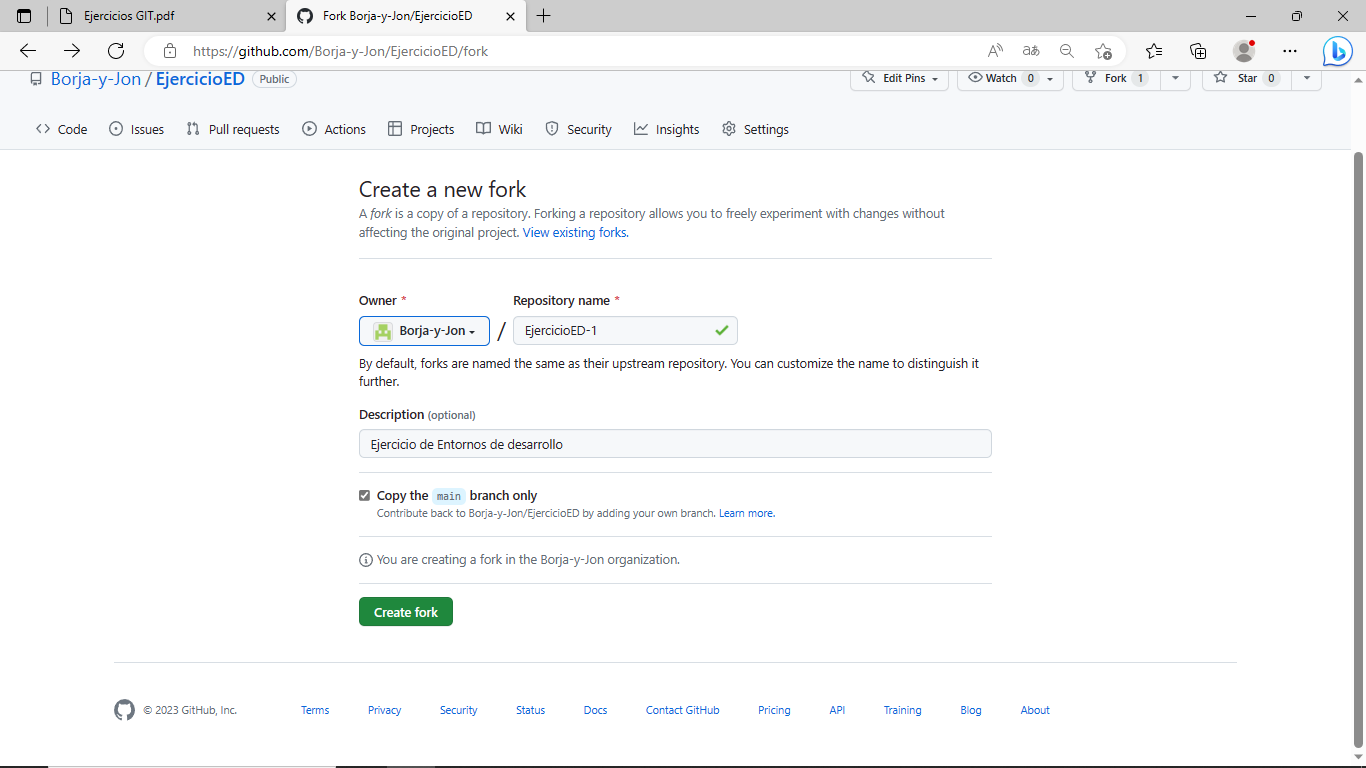 Ejercicios GIT.pdf
Fork Borja-y-Jon/EjercicioED
https://github.com/Borja-y-Jon/EjercicioED/fork
Borja-y-Jon / EjercicioED Public
Edit Pins Watch 0 Fork 1 Star 0
Code Issues Pull requests Actions Projects Wiki Security Insights Settings
Create a new fork
A fork is a copy of a repository. Forking a repository allows you to freely experiment with changes without
affecting the original project. View existing forks.
Owner * Repository name *
Borja-y-Jon / EjercicioED-1
By default, forks are named the same as their upstream repository. You can customize the name to distinguish it
further.
Description (optional)
Ejercicio de Entornos de desarrollo
Copy the main branch only
Contribute back to Borja-y-Jon/EjercicioED by adding your own branch. Learn more.
You are creating a fork in the Borja-y-Jon organization.
Create fork
© 2023 GitHub, Inc. Terms Privacy Security Status Docs Contact GitHub Pricing API Training Blog About